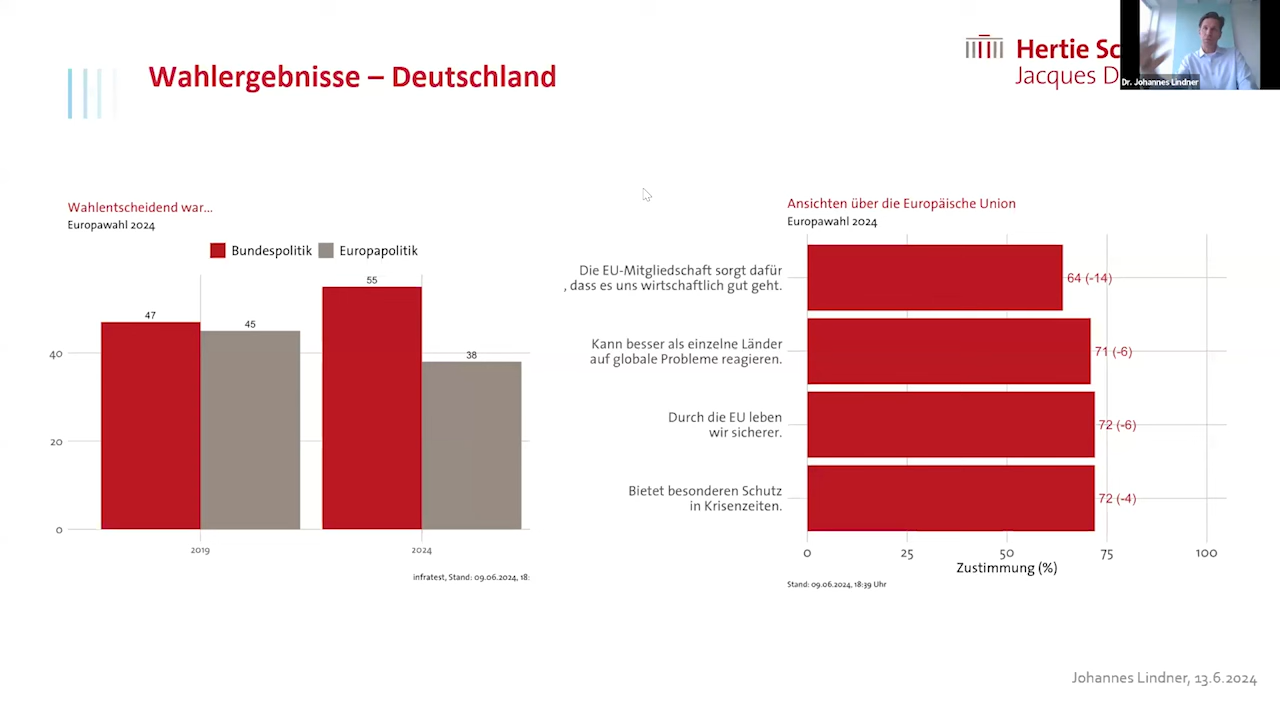 Wahlergebnisse – Deutschland
Hertie Sc
Jacques D
Dr. Johannes Lindner
Wahlentscheidend war...
Europawahl 2024
Bundespolitik
Europapolitik
47
45
55
38
40
20
0
2019
2024
infratest, Stand: 09.06.2024, 18:
Ansichten über die Europäische Union
Europawahl 2024
Die EU-Mitgliedschaft sorgt dafür
, dass es uns wirtschaftlich gut geht.
64 (-14)
Kann besser als einzelne Länder
auf globale Probleme reagieren.
71 (-6)
Durch die EU leben
wir sicherer.
72 (-6)
Bietet besonderen Schutz
in Krisenzeiten.
72 (-4)
0
25
50
75
100
Zustimmung (%)
Stand: 09.06.2024, 18:39 Uhr
Johannes Lindner, 13.6.2024